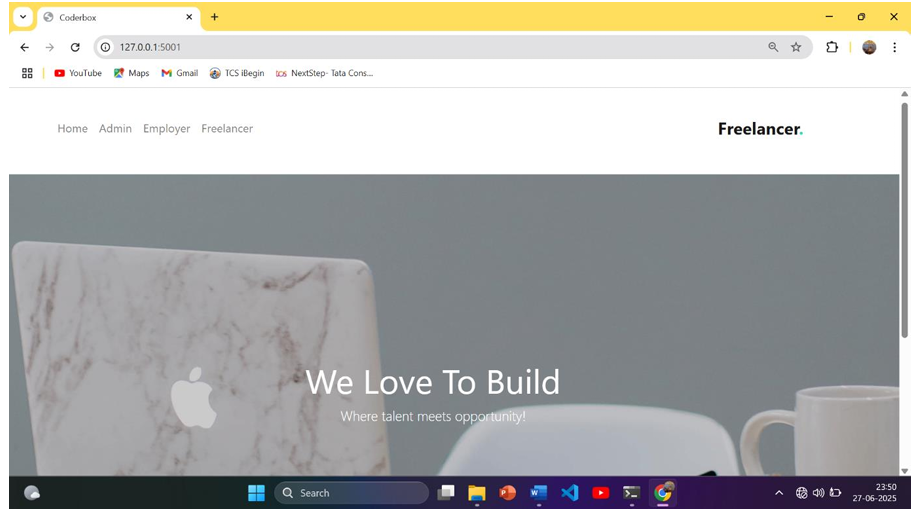 Coderbox
127.0.0.1:5001
YouTube Maps Gmail TCS iBegin tcs NextStep- Tata Cons...
Home Admin Employer Freelancer Freelancer.
We Love To Build
Where talent meets opportunity!
Search
23:50
27-06-2025